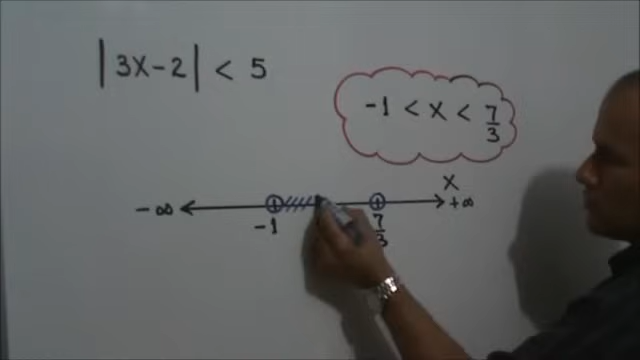 |3X-2| < 5
-1 < X < 7/3
X
-∞ +∞
-1 7/3